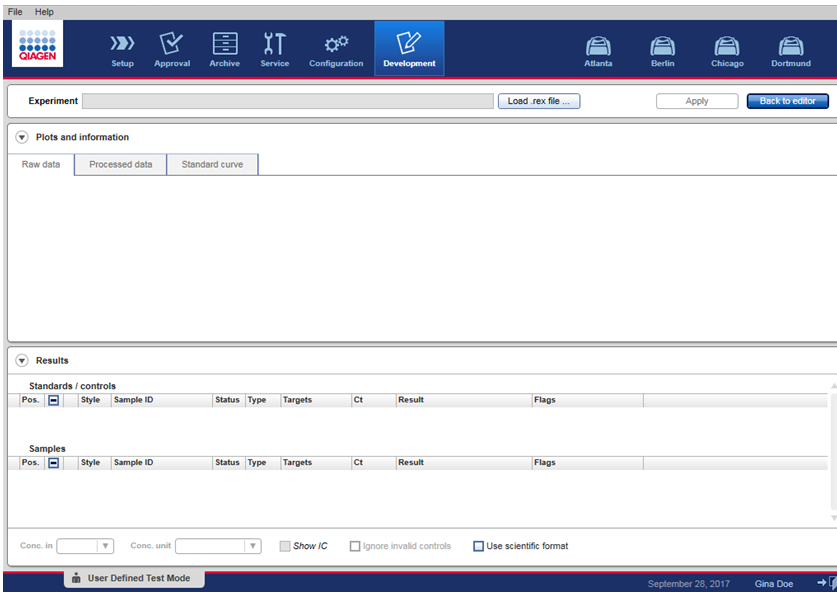 File Help
QIAGEN
Setup Approval Archive Service Configuration Development Atlanta Berlin Chicago Dortmund
Experiment Load .rex file ... Apply Back to editor
Plots and information
Raw data Processed data Standard curve
Results
Standards / controls
Pos. Style Sample ID Status Type Targets Ct Result Flags
Samples
Pos. Style Sample ID Status Type Targets Ct Result Flags
Conc. in Conc. unit Show IC Ignore invalid controls Use scientific format
User Defined Test Mode
September 28, 2017 Gina Doe